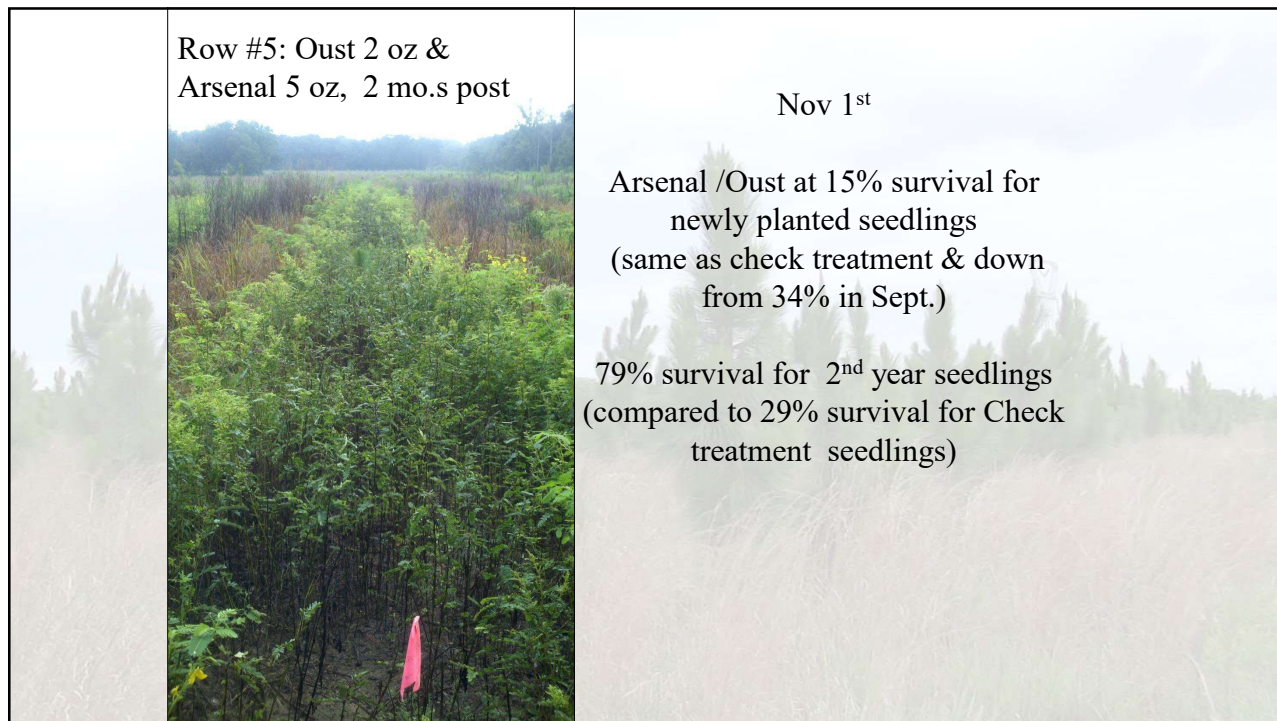 Row #5: Oust 2 oz &
Arsenal 5 oz, 2 mo.s post
Nov 1st
Arsenal /Oust at 15% survival for
newly planted seedlings
(same as check treatment & down
from 34% in Sept.)
79% survival for 2nd year seedlings
(compared to 29% survival for Check
treatment seedlings)